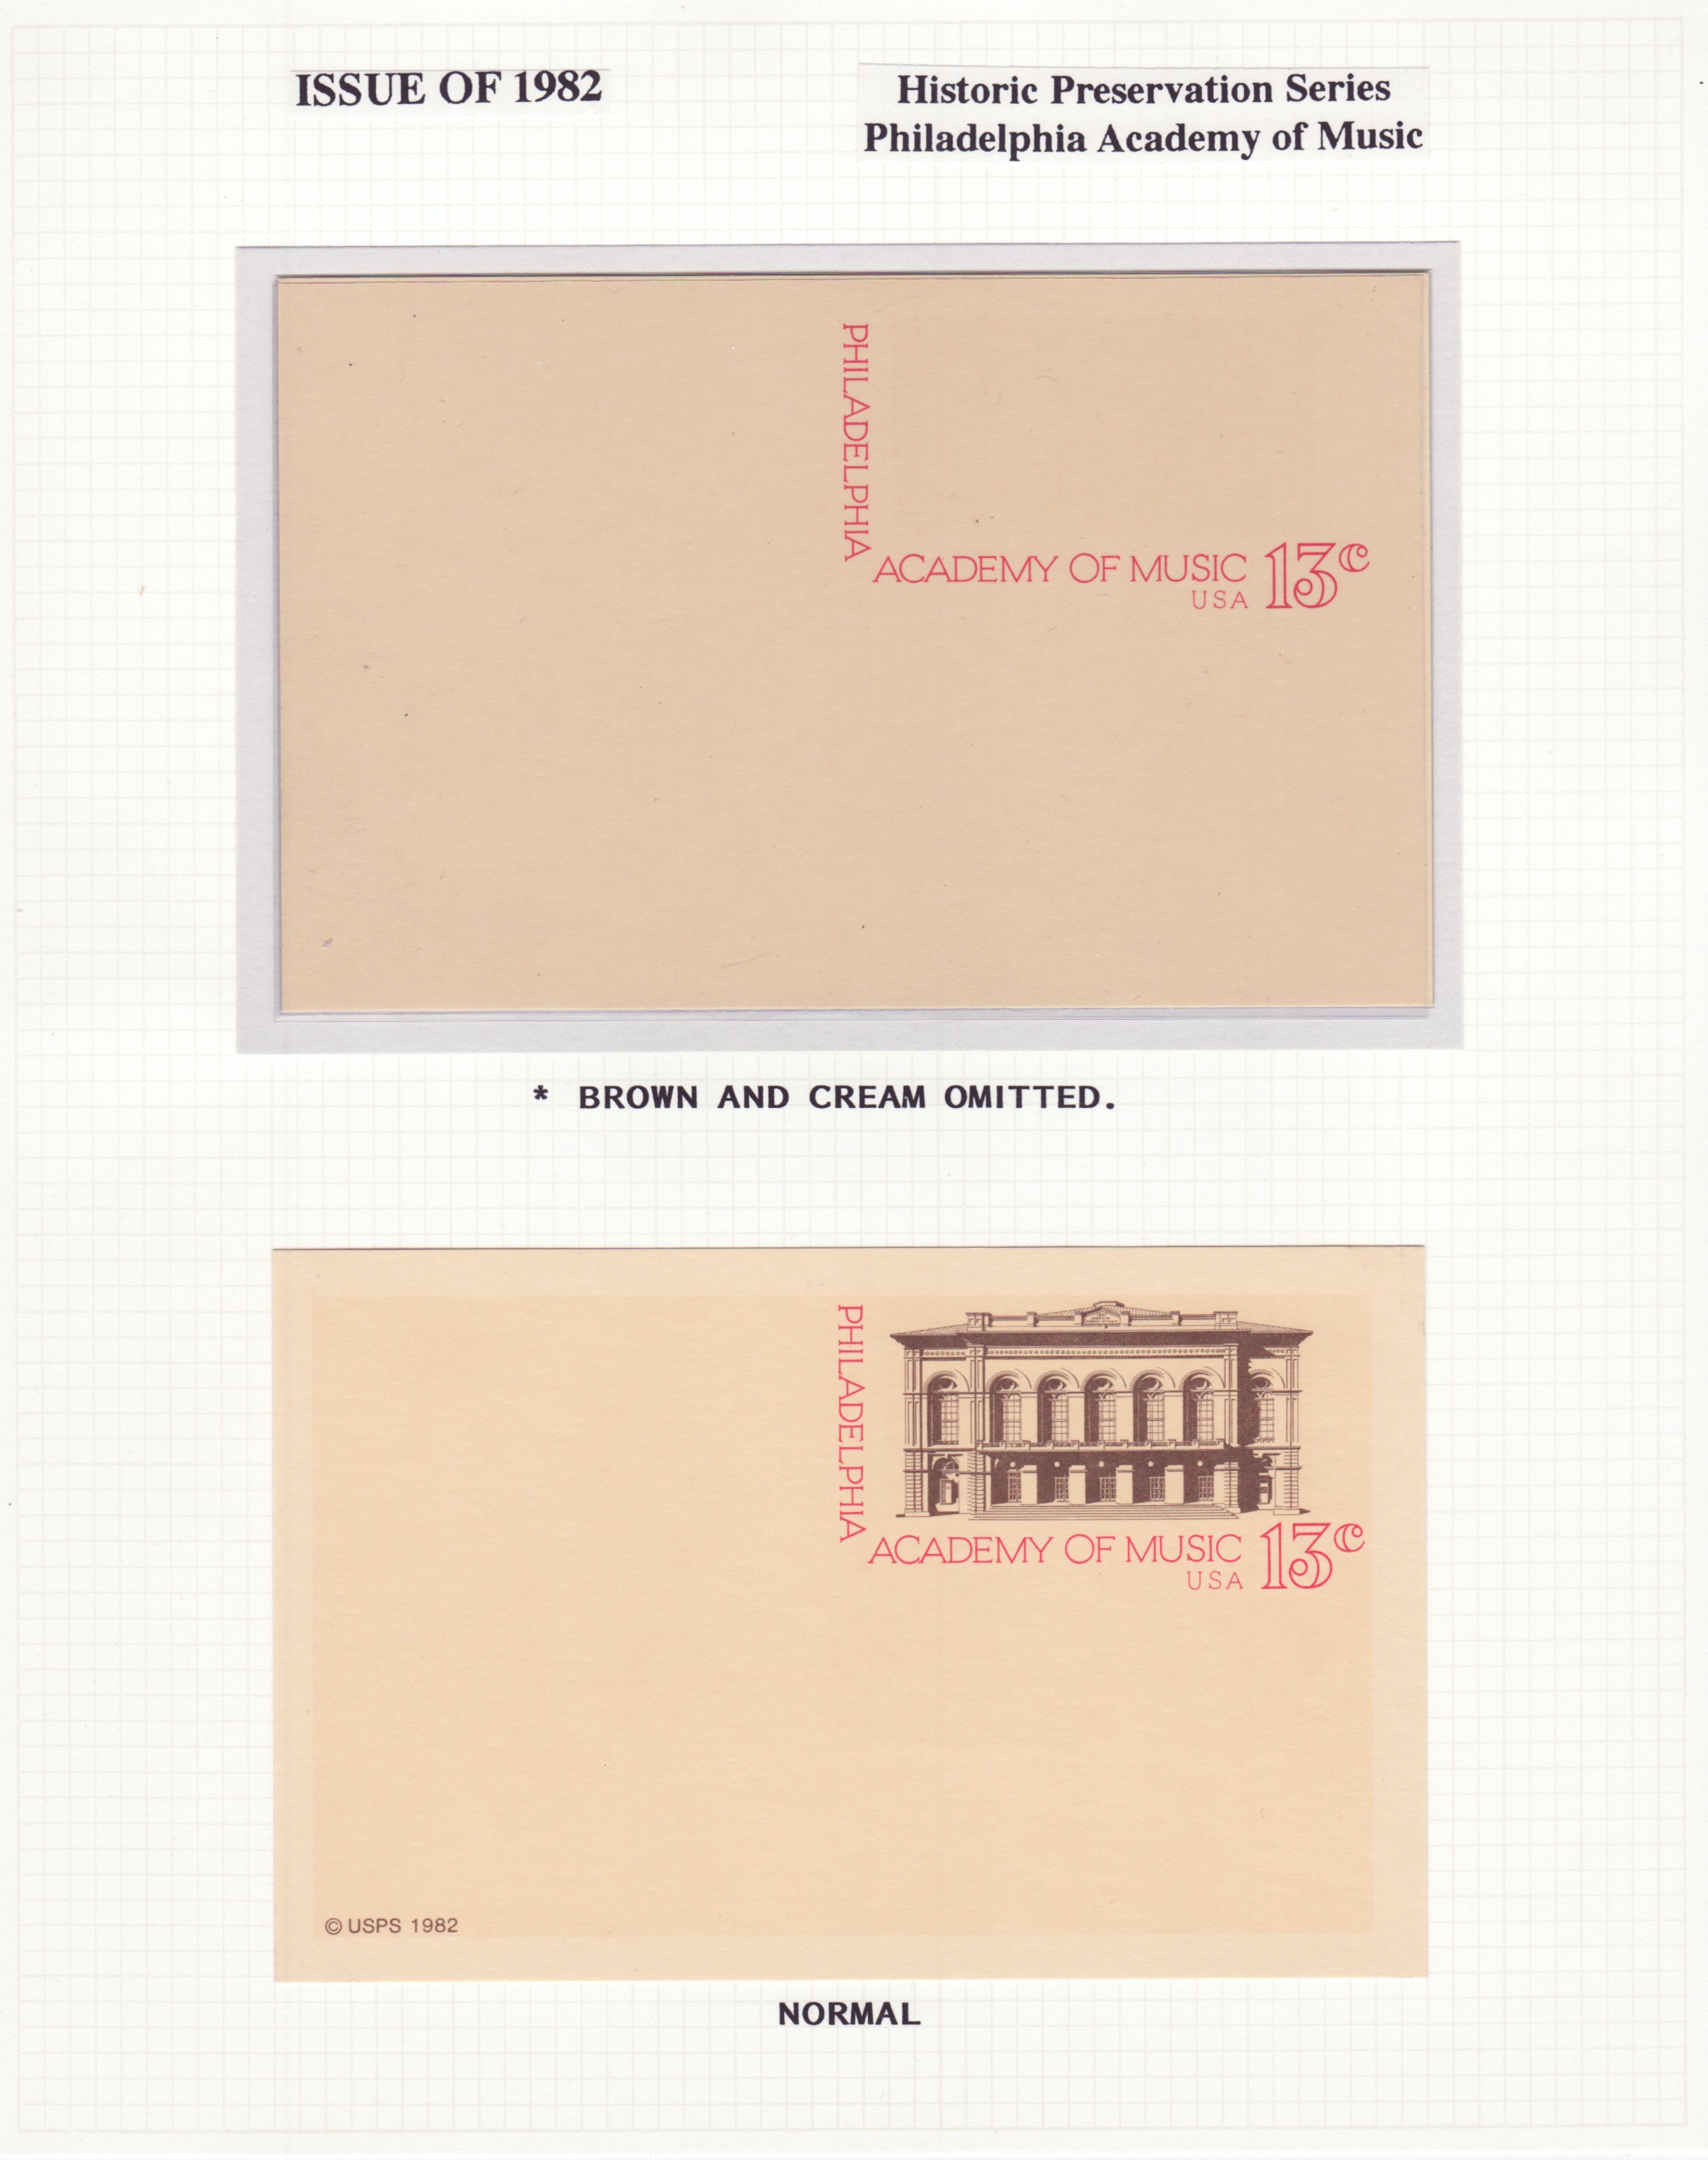 ISSUE OF 1982
Historic Preservation Series
Philadelphia Academy of Music
PHILADELPHIA
ACADEMY OF MUSIC 13c
USA
* BROWN AND CREAM OMITTED.
PHILADELPHIA
ACADEMY OF MUSIC 13c
USA
© USPS 1982
NORMAL